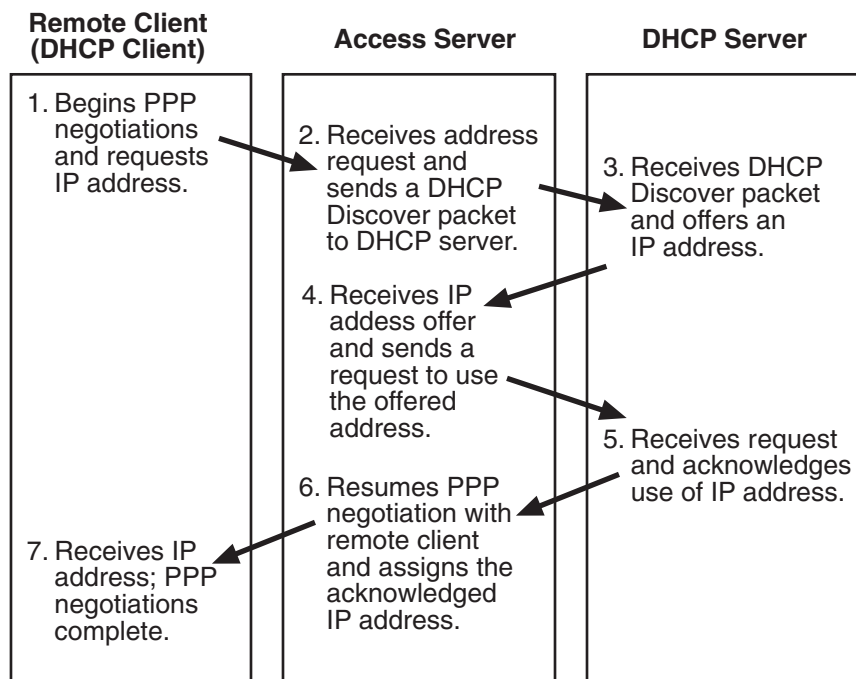 Remote Client
(DHCP Client)
Access Server
DHCP Server
1. Begins PPP
negotiations
and requests
IP address.
2. Receives address
request and
sends a DHCP
Discover packet
to DHCP server.
3. Receives DHCP
Discover packet
and offers an
IP address.
4. Receives IP
addess offer
and sends a
request to use
the offered
address.
5. Receives request
and acknowledges
use of IP address.
6. Resumes PPP
negotiation with
remote client
and assigns the
acknowledged
IP address.
7. Receives IP
address; PPP
negotiations
complete.